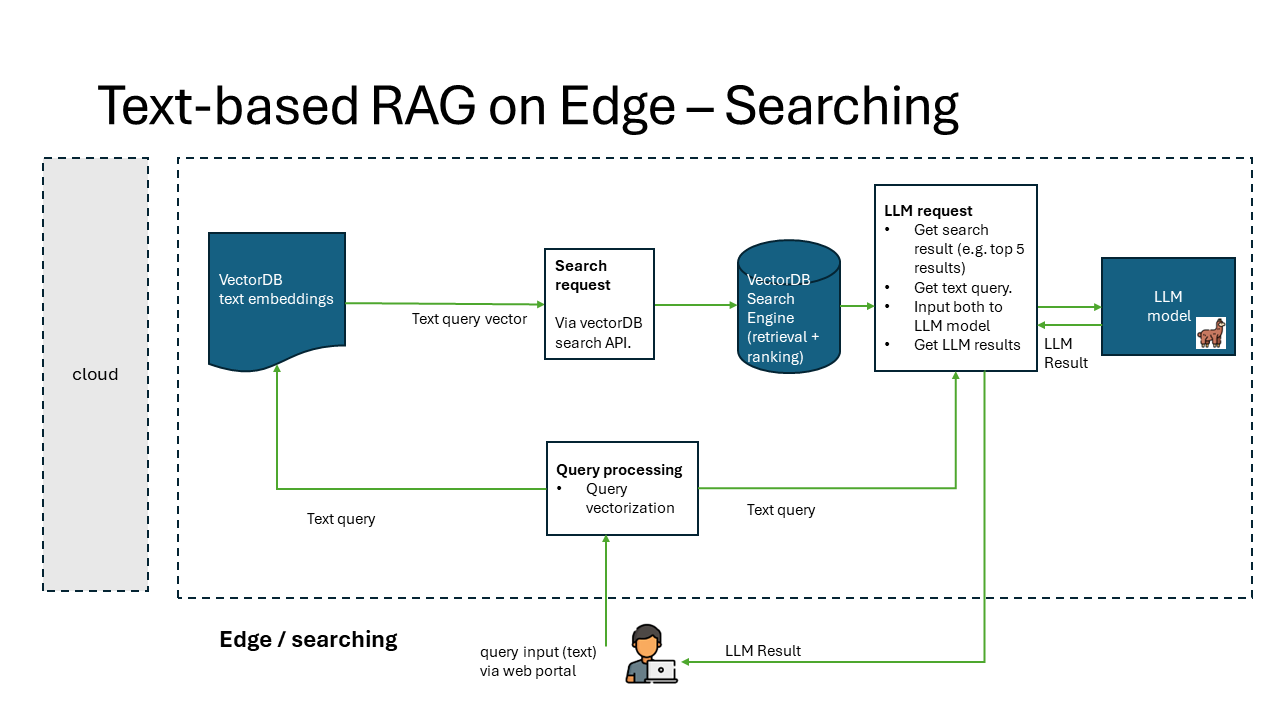 Text-based RAG on Edge – Searching
cloud
VectorDB
text embeddings
Text query vector
Search
request
Via vectorDB
search API.
VectorDB
Search
Engine
(retrieval +
ranking)
LLM request
• Get search
result (e.g. top 5
results)
• Get text query.
• Input both to
LLM model
• Get LLM results
LLM
model
LLM
Result
Query processing
• Query
vectorization
Text query
Text query
Edge / searching
query input (text)
via web portal
LLM Result